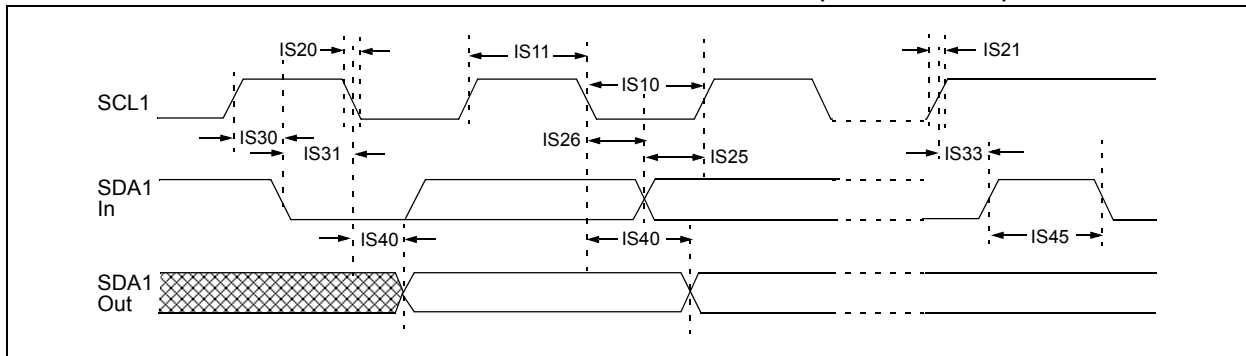 IS20
IS11
IS21
IS10
SCL1
IS30
IS26
IS31
IS25
IS33
SDA1
In
IS40
IS40
IS45
SDA1
Out